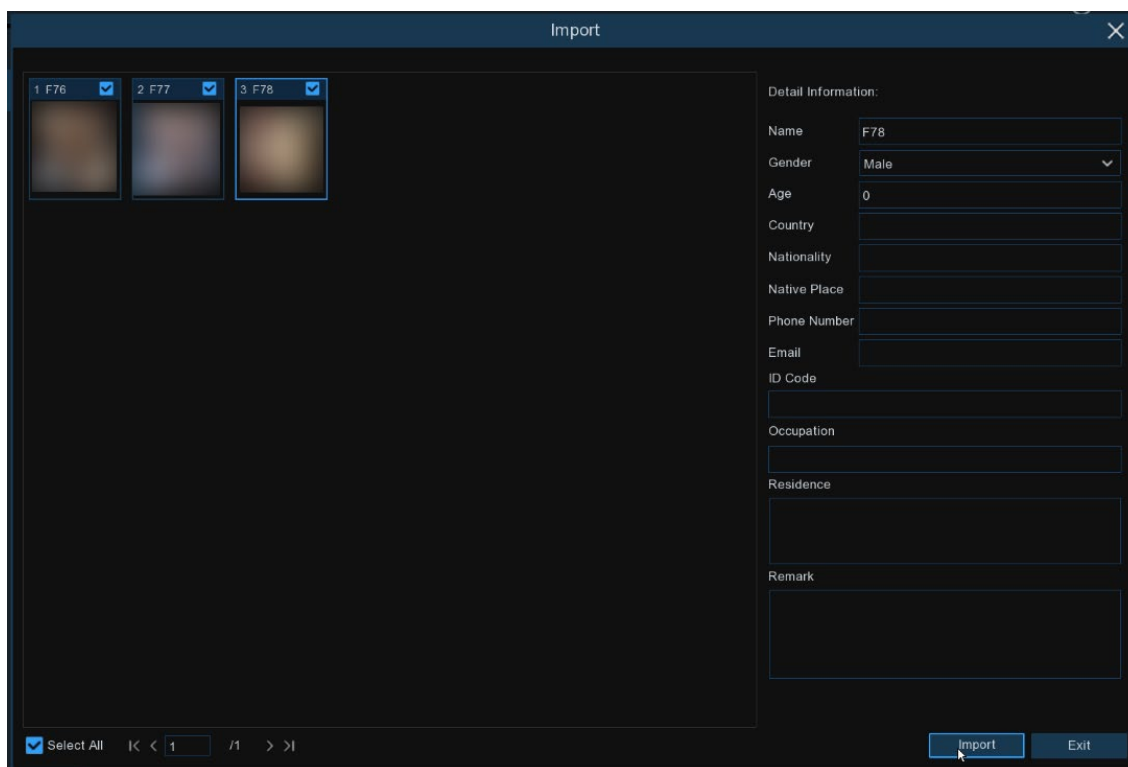 Import
1 F76
2 F77
3 F78
Detail Information:
Name F78
Gender Male
Age 0
Country
Nationality
Native Place
Phone Number
Email
ID Code
Occupation
Residence
Remark
Select All 1 /1 Import Exit